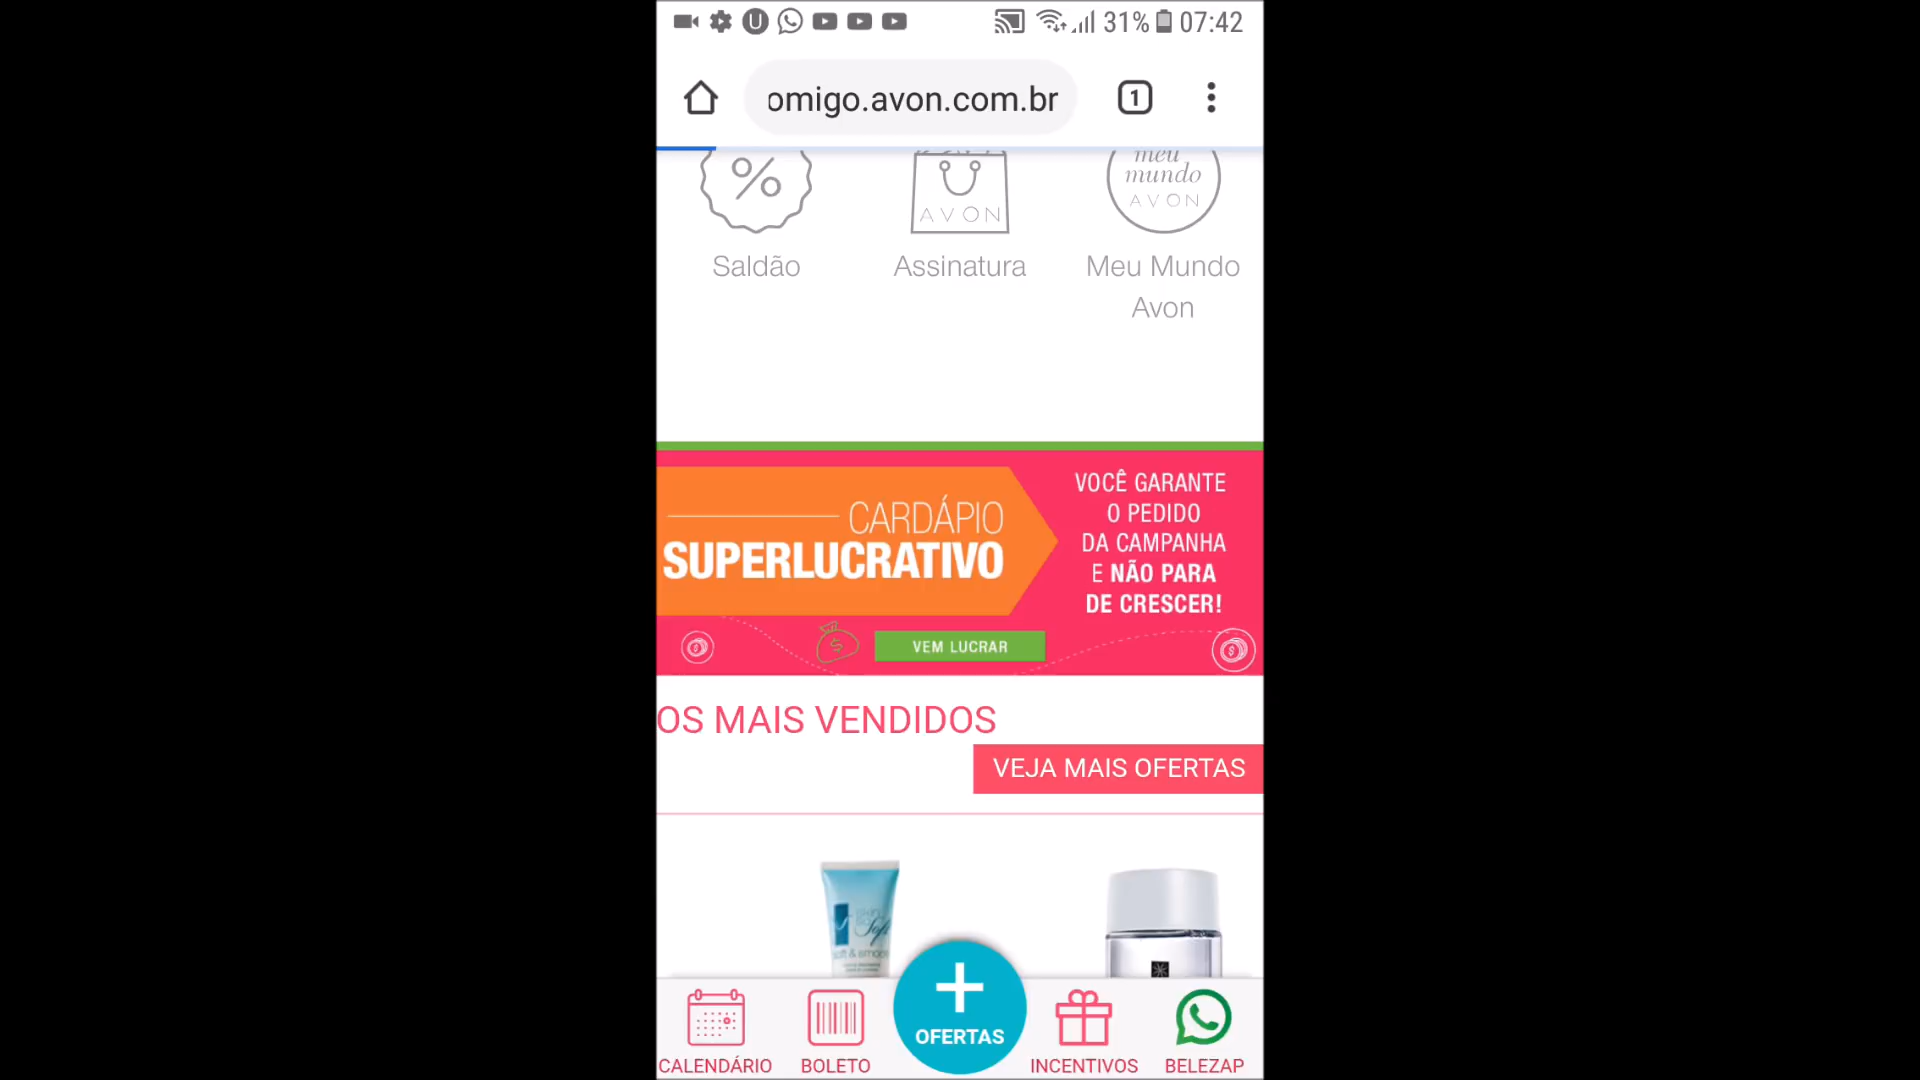 31% 07:42
omigo.avon.com.br
1
%
AVON
meu
mundo
AVON
Saldão
Assinatura
Meu Mundo
Avon
CARDÁPIO
SUPERLUCRATIVO
VOCÊ GARANTE
O PEDIDO
DA CAMPANHA
E NÃO PARA
DE CRESCER!
VEM LUCRAR
OS MAIS VENDIDOS
VEJA MAIS OFERTAS
Soft
CALENDÁRIO
BOLETO
OFERTAS
INCENTIVOS
BELEZAP